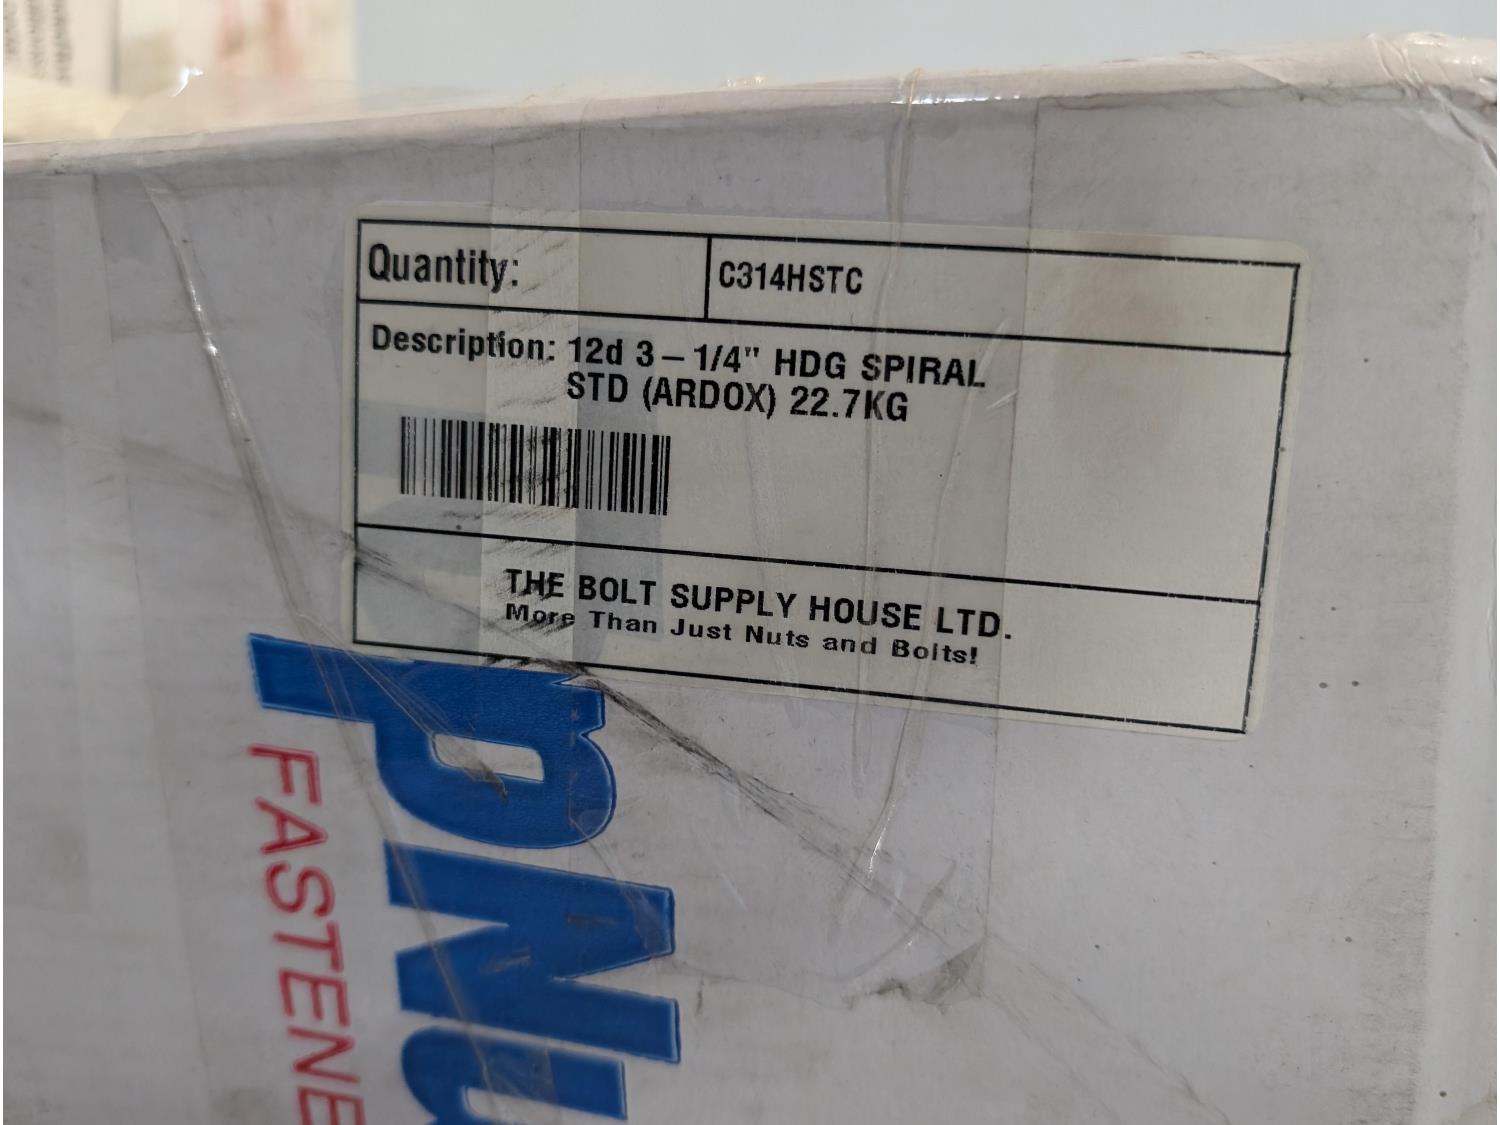 Quantity:
C314HSTC
Description: 12d 3-1/4" HDG SPIRAL
STD (ARDOX) 22.7KG
THE BOLT SUPPLY HOUSE LTD.
More Than Just Nuts and Bolts!
FASTENE